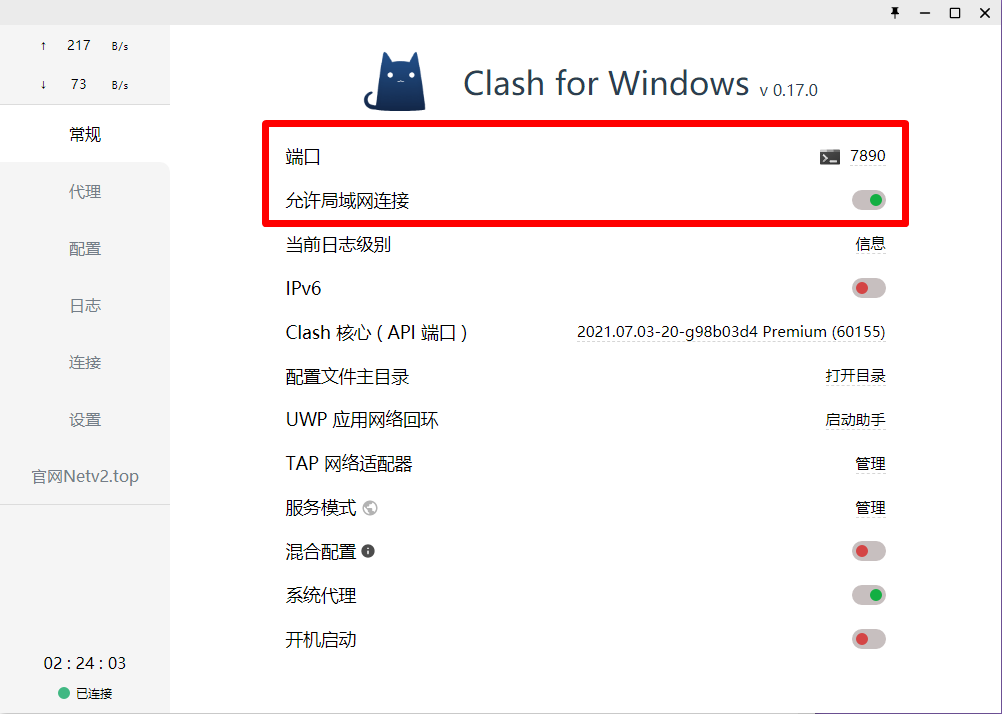 ↑ 217 B/s
↓ 73 B/s
常规
代理
配置
日志
连接
设置
官网Netv2.top
02 : 24 : 03
已连接
Clash for Windows v 0.17.0
端口 7890
允许局域网连接
当前日志级别 信息
IPv6
Clash 核心 ( API 端口 ) 2021.07.03-20-g98b03d4 Premium (60155)
配置文件主目录 打开目录
UWP 应用网络回环 启动助手
TAP 网络适配器 管理
服务模式 管理
混合配置
系统代理
开机启动